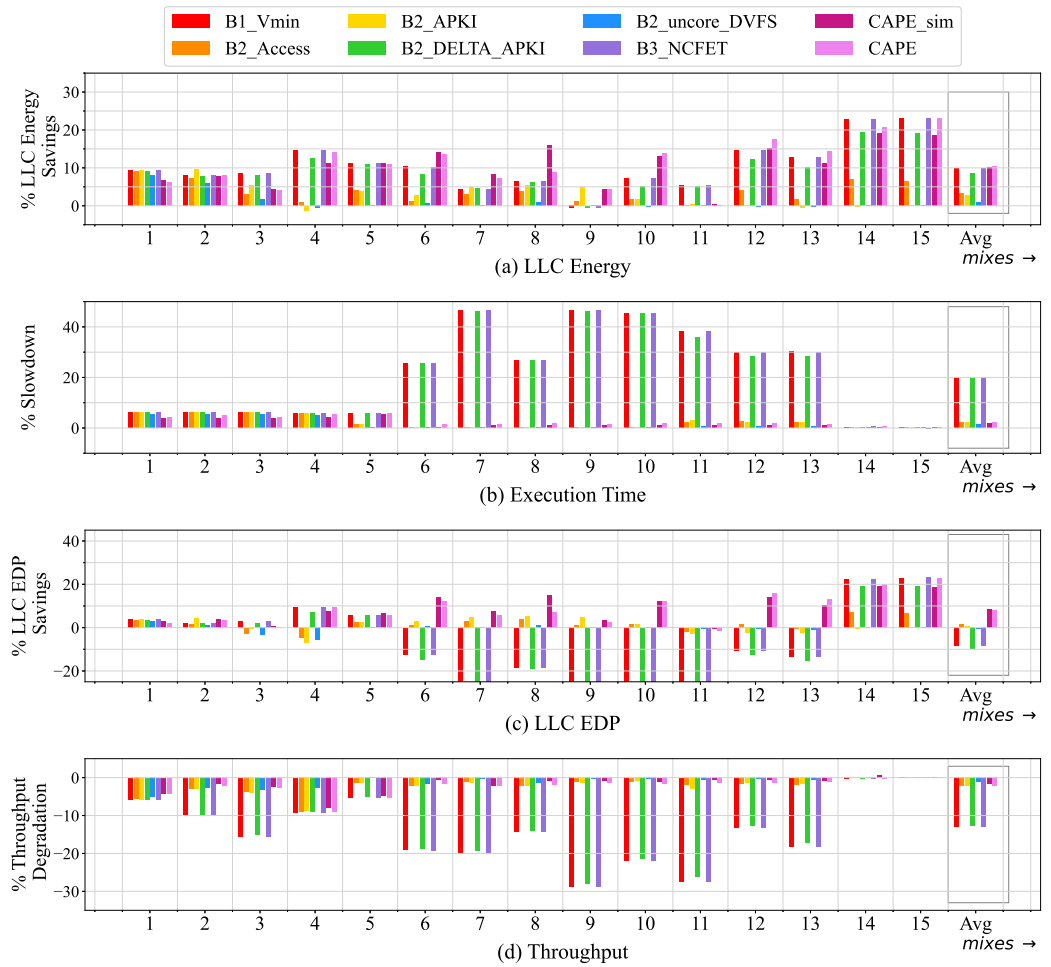 B1_Vmin B2_APKI B2_uncore_DVFS CAPE_sim
B2_Access B2_DELTA_APKI B3_NCFET CAPE
% LLC Energy
Savings
30
20
10
0
1 2 3 4 5 6 7 8 9 10 11 12 13 14 15 Avg
mixes →
(a) LLC Energy
% Slowdown
40
20
0
1 2 3 4 5 6 7 8 9 10 11 12 13 14 15 Avg
mixes →
(b) Execution Time
% LLC EDP
Savings
40
20
0
−20
1 2 3 4 5 6 7 8 9 10 11 12 13 14 15 Avg
mixes →
(c) LLC EDP
% Throughput
Degradation
0
−10
−20
−30
1 2 3 4 5 6 7 8 9 10 11 12 13 14 15 Avg
mixes →
(d) Throughput